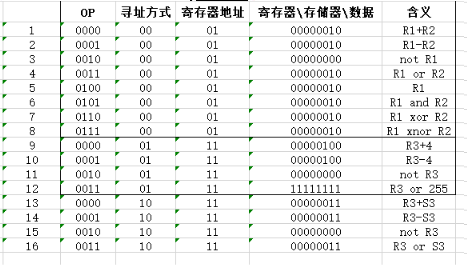 OP 寻址方式 寄存器地址 寄存器\存储器\数据 含义
1 0000 00 01 00000010 R1+R2
2 0001 00 01 00000010 R1-R2
3 0010 00 01 00000000 not R1
4 0011 00 01 00000010 R1 or R2
5 0100 00 01 00000010 R1
6 0101 00 01 00000010 R1 and R2
7 0110 00 01 00000010 R1 xor R2
8 0111 00 01 00000010 R1 xnor R2
9 0000 01 11 00000100 R3+4
10 0001 01 11 00000100 R3-4
11 0010 01 11 00000000 not R3
12 0011 01 11 11111111 R3 or 255
13 0000 10 11 00000011 R3+S3
14 0001 10 11 00000011 R3-S3
15 0010 10 11 00000000 not R3
16 0011 10 11 00000011 R3 or S3